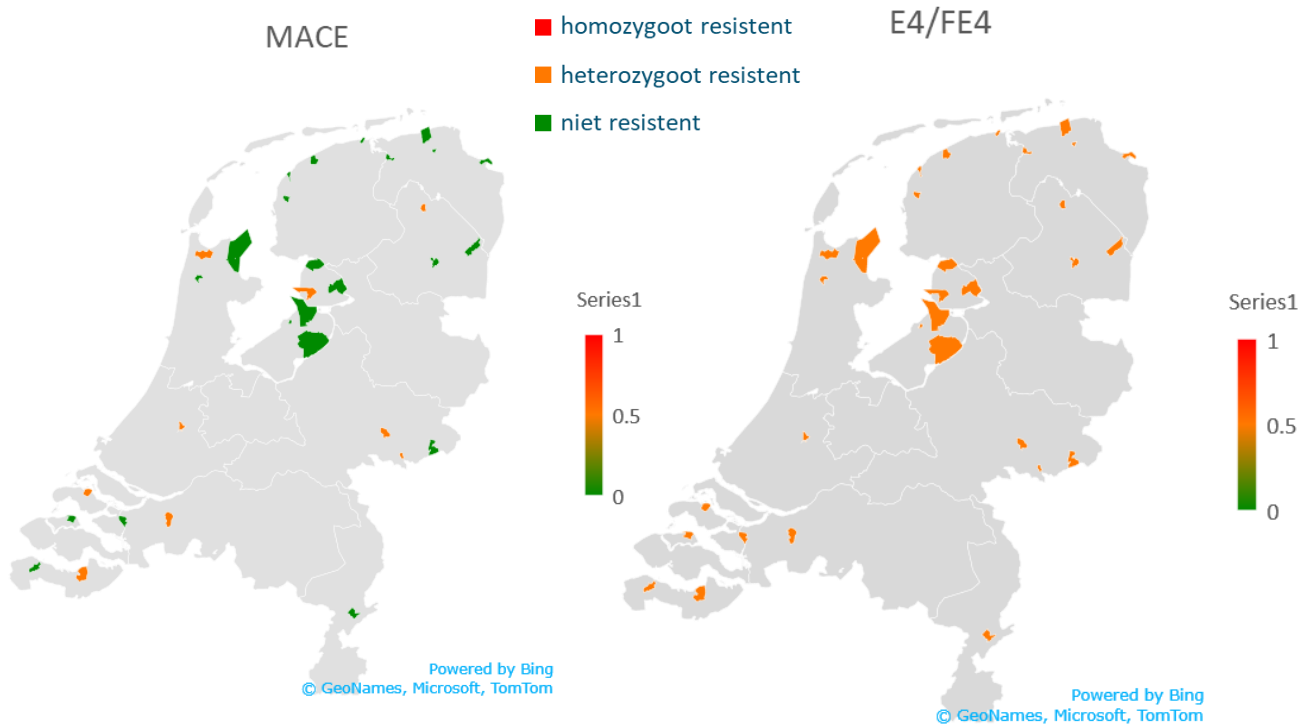 MACE
homozygoot resistent
heterozygoot resistent
niet resistent
E4/FE4
Series1
1
0.5
0
Powered by Bing
© GeoNames, Microsoft, TomTom
Series1
1
0.5
0
Powered by Bing
© GeoNames, Microsoft, TomTom